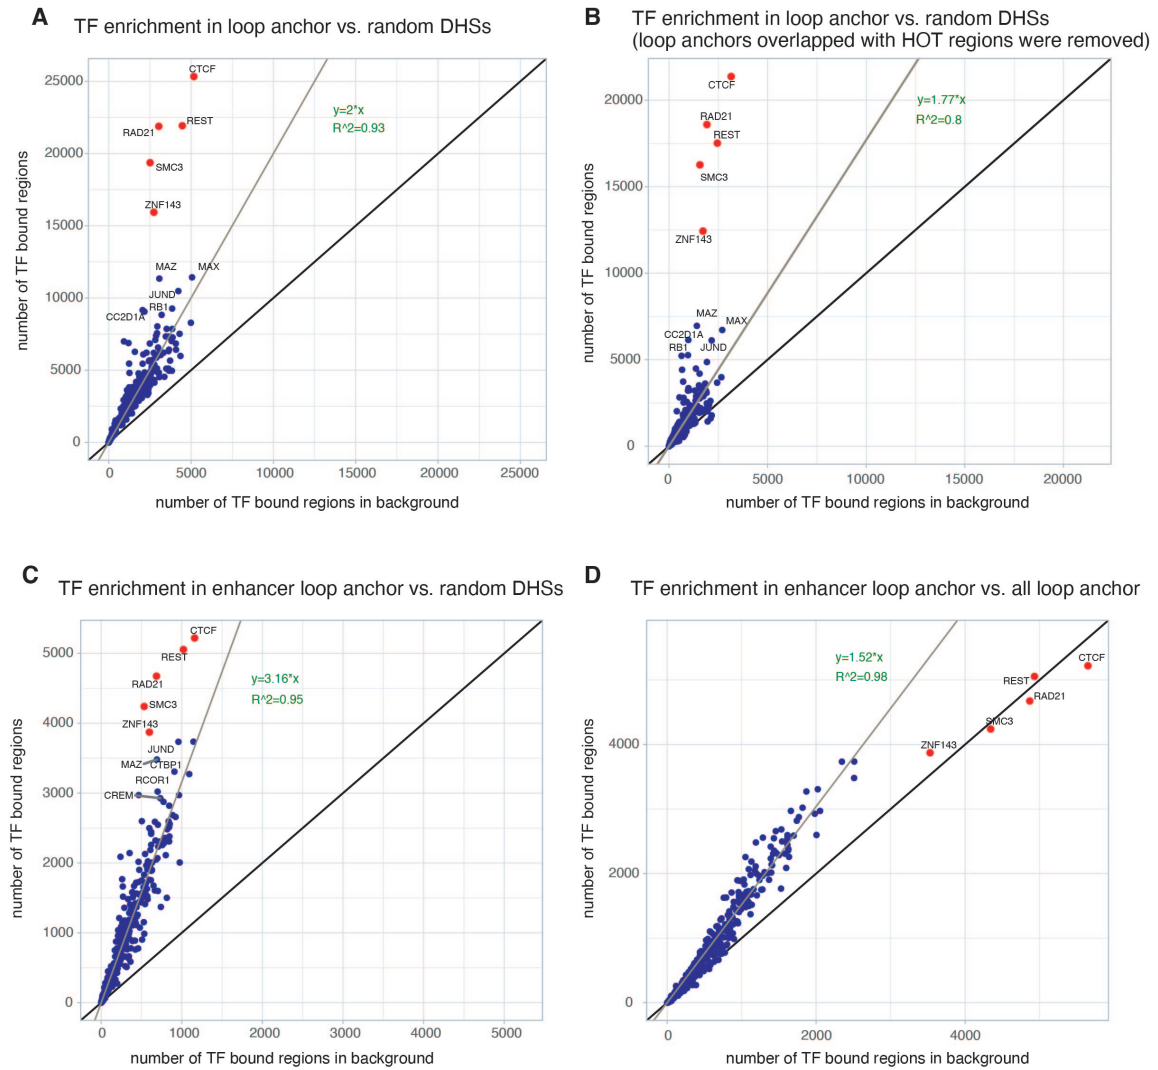 A
TF enrichment in loop anchor vs. random DHSs
25000
20000
15000
10000
5000
0
number of TF bound regions
CTCF
RAD21
REST
SMC3
ZNF143
MAZ
MAX
JUND
RB1
CC2D1A
y=2*x
R^2=0.93
0 5000 10000 15000 20000 25000
number of TF bound regions in background
B
TF enrichment in loop anchor vs. random DHSs
(loop anchors overlapped with HOT regions were removed)
20000
15000
10000
5000
0
number of TF bound regions
CTCF
RAD21
REST
SMC3
ZNF143
MAZ
MAX
CC2D1A
RB1
JUND
y=1.77*x
R^2=0.8
0 5000 10000 15000 20000
number of TF bound regions in background
C
TF enrichment in enhancer loop anchor vs. random DHSs
5000
4000
3000
2000
1000
0
number of TF bound regions
CTCF
REST
RAD21
SMC3
ZNF143
JUND
MAZ
CTBP1
RCOR1
CREM
y=3.16*x
R^2=0.95
0 1000 2000 3000 4000 5000
number of TF bound regions in background
D
TF enrichment in enhancer loop anchor vs. all loop anchor
4000
2000
0
number of TF bound regions
CTCF
REST
RAD21
SMC3
ZNF143
y=1.52*x
R^2=0.98
0 2000 4000
number of TF bound regions in background